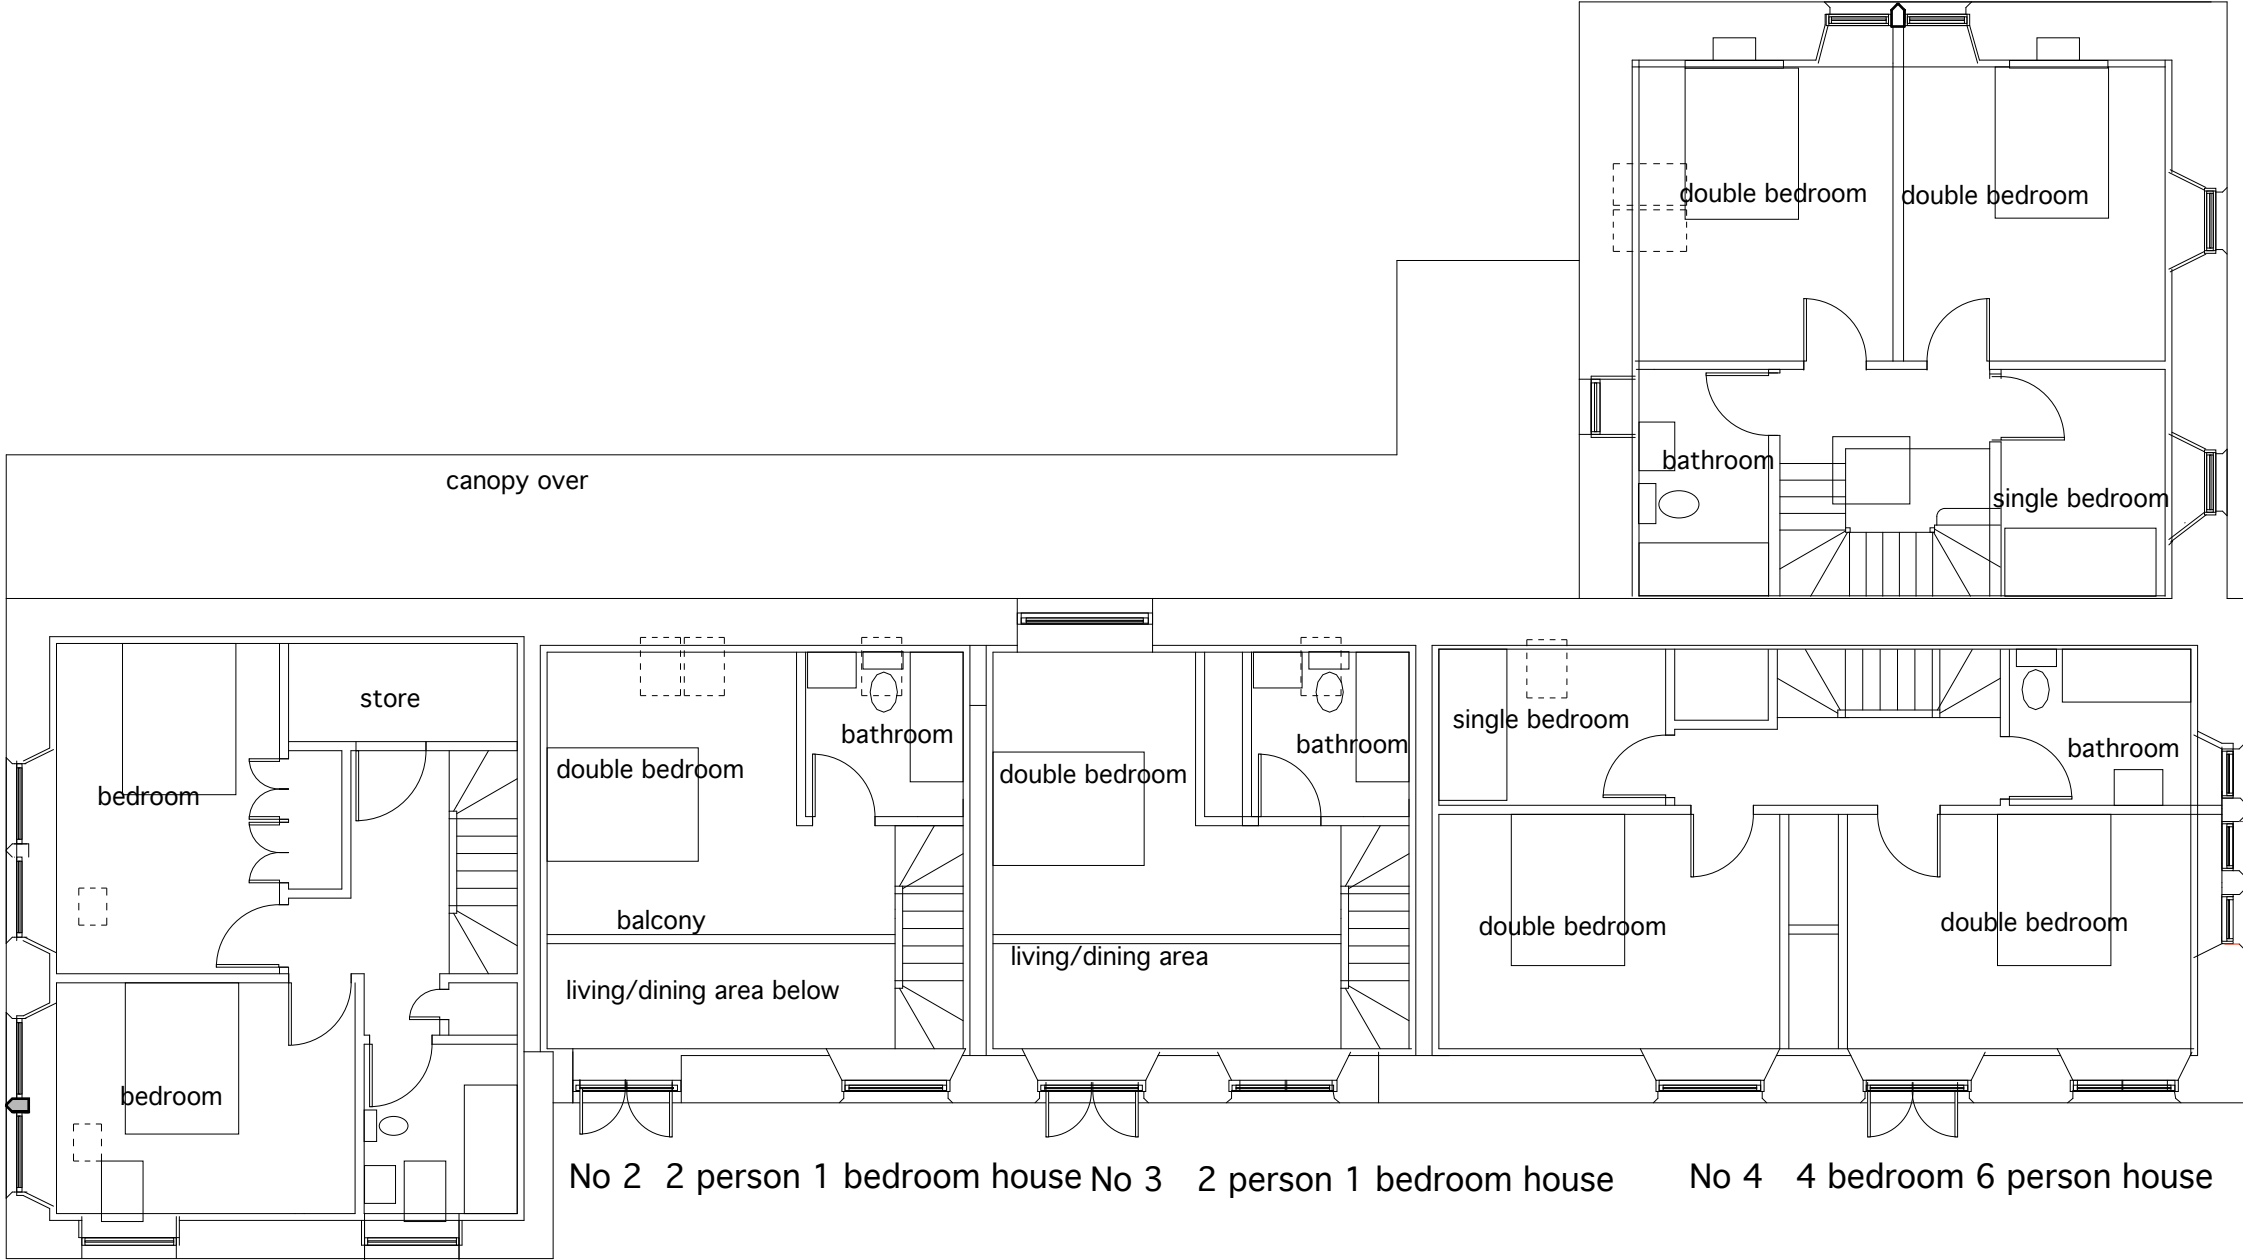 double bedroom
double bedroom
bathroom
single bedroom
canopy over
store
bedroom
bathroom
double bedroom
balcony
living/dining area below
bathroom
double bedroom
living/dining area
single bedroom
bathroom
double bedroom
double bedroom
bedroom
No 2 2 person 1 bedroom house
No 3 2 person 1 bedroom house
No 4 4 bedroom 6 person house